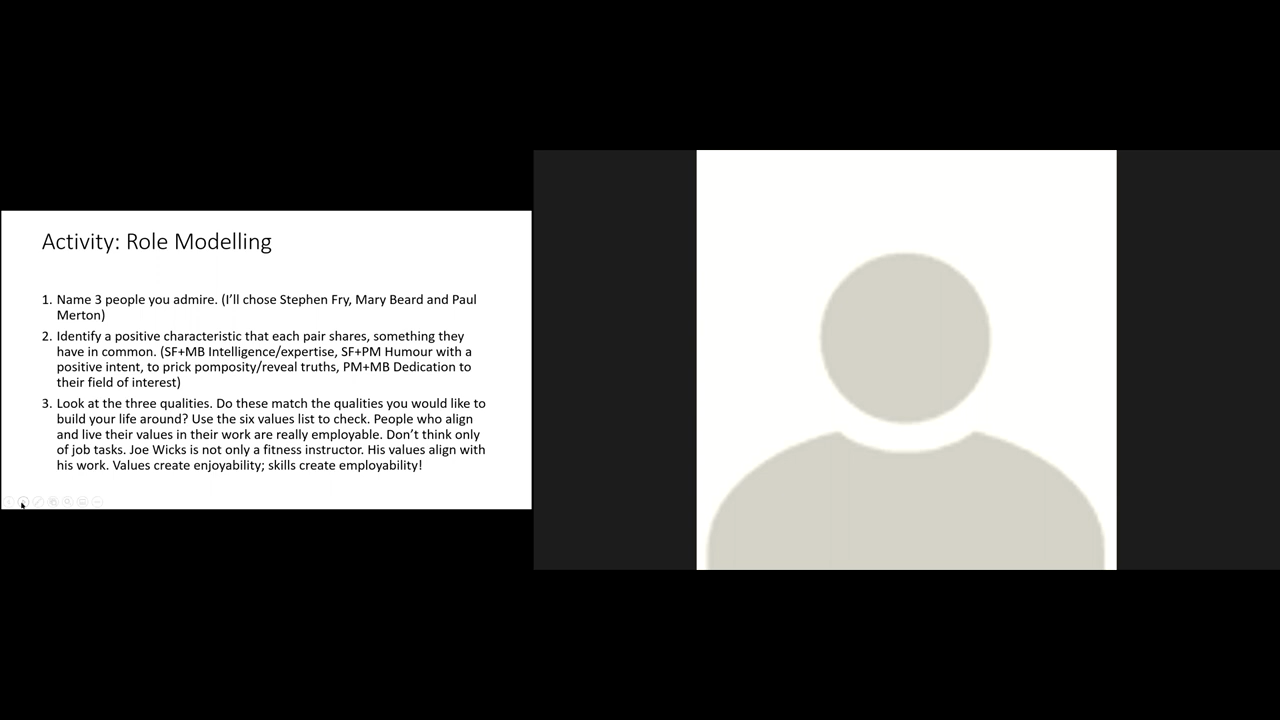 Activity: Role Modelling
1. Name 3 people you admire. (I’ll chose Stephen Fry, Mary Beard and Paul
Merton)
2. Identify a positive characteristic that each pair shares, something they
have in common. (SF+MB Intelligence/expertise, SF+PM Humour with a
positive intent, to prick pomposity/reveal truths, PM+MB Dedication to
their field of interest)
3. Look at the three qualities. Do these match the qualities you would like to
build your life around? Use the six values list to check. People who align
and live their values in their work are really employable. Don’t think only
of job tasks. Joe Wicks is not only a fitness instructor. His values align with
his work. Values create enjoyability; skills create employability!